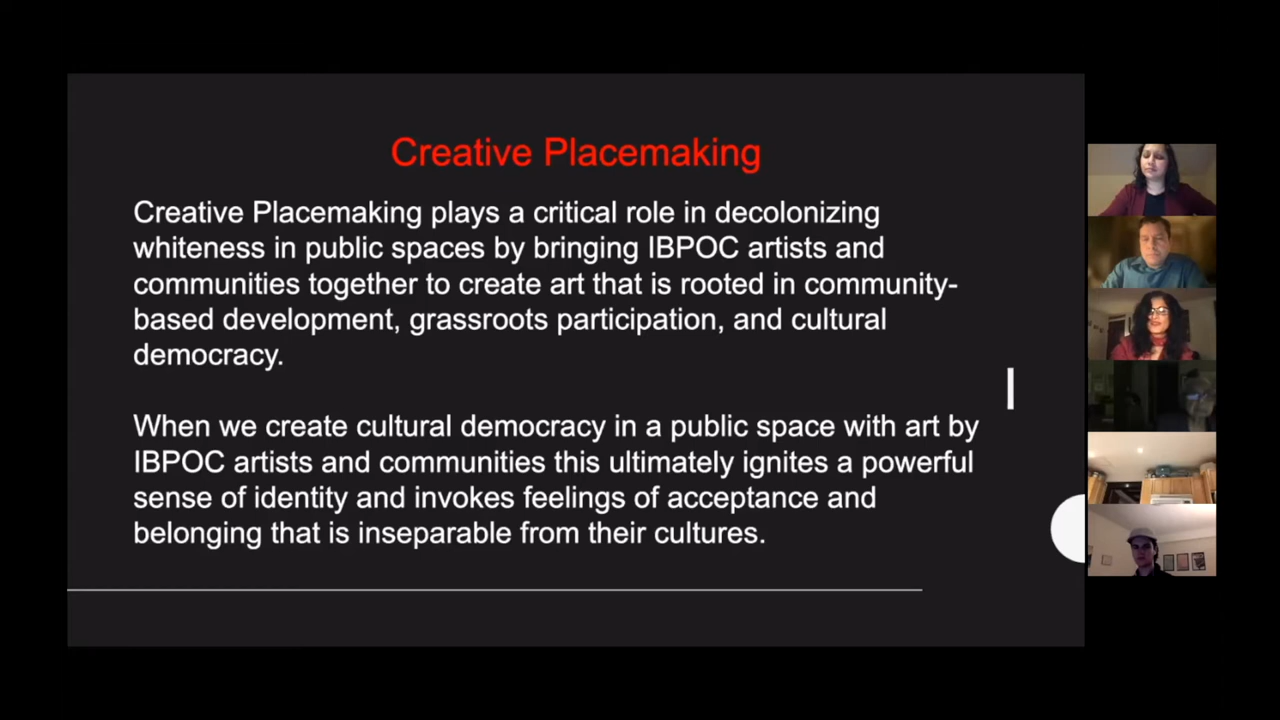 Creative Placemaking
Creative Placemaking plays a critical role in decolonizing
whiteness in public spaces by bringing IBPOC artists and
communities together to create art that is rooted in community-
based development, grassroots participation, and cultural
democracy.
When we create cultural democracy in a public space with art by
IBPOC artists and communities this ultimately ignites a powerful
sense of identity and invokes feelings of acceptance and
belonging that is inseparable from their cultures.